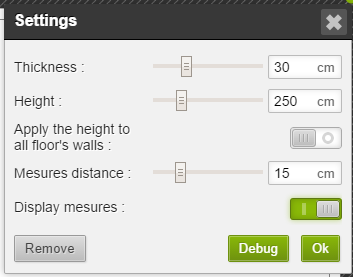 Settings
Thickness : 30 cm
Height : 250 cm
Apply the height to
all floor's walls :
Mesures distance : 15 cm
Display mesures :
Remove Debug Ok